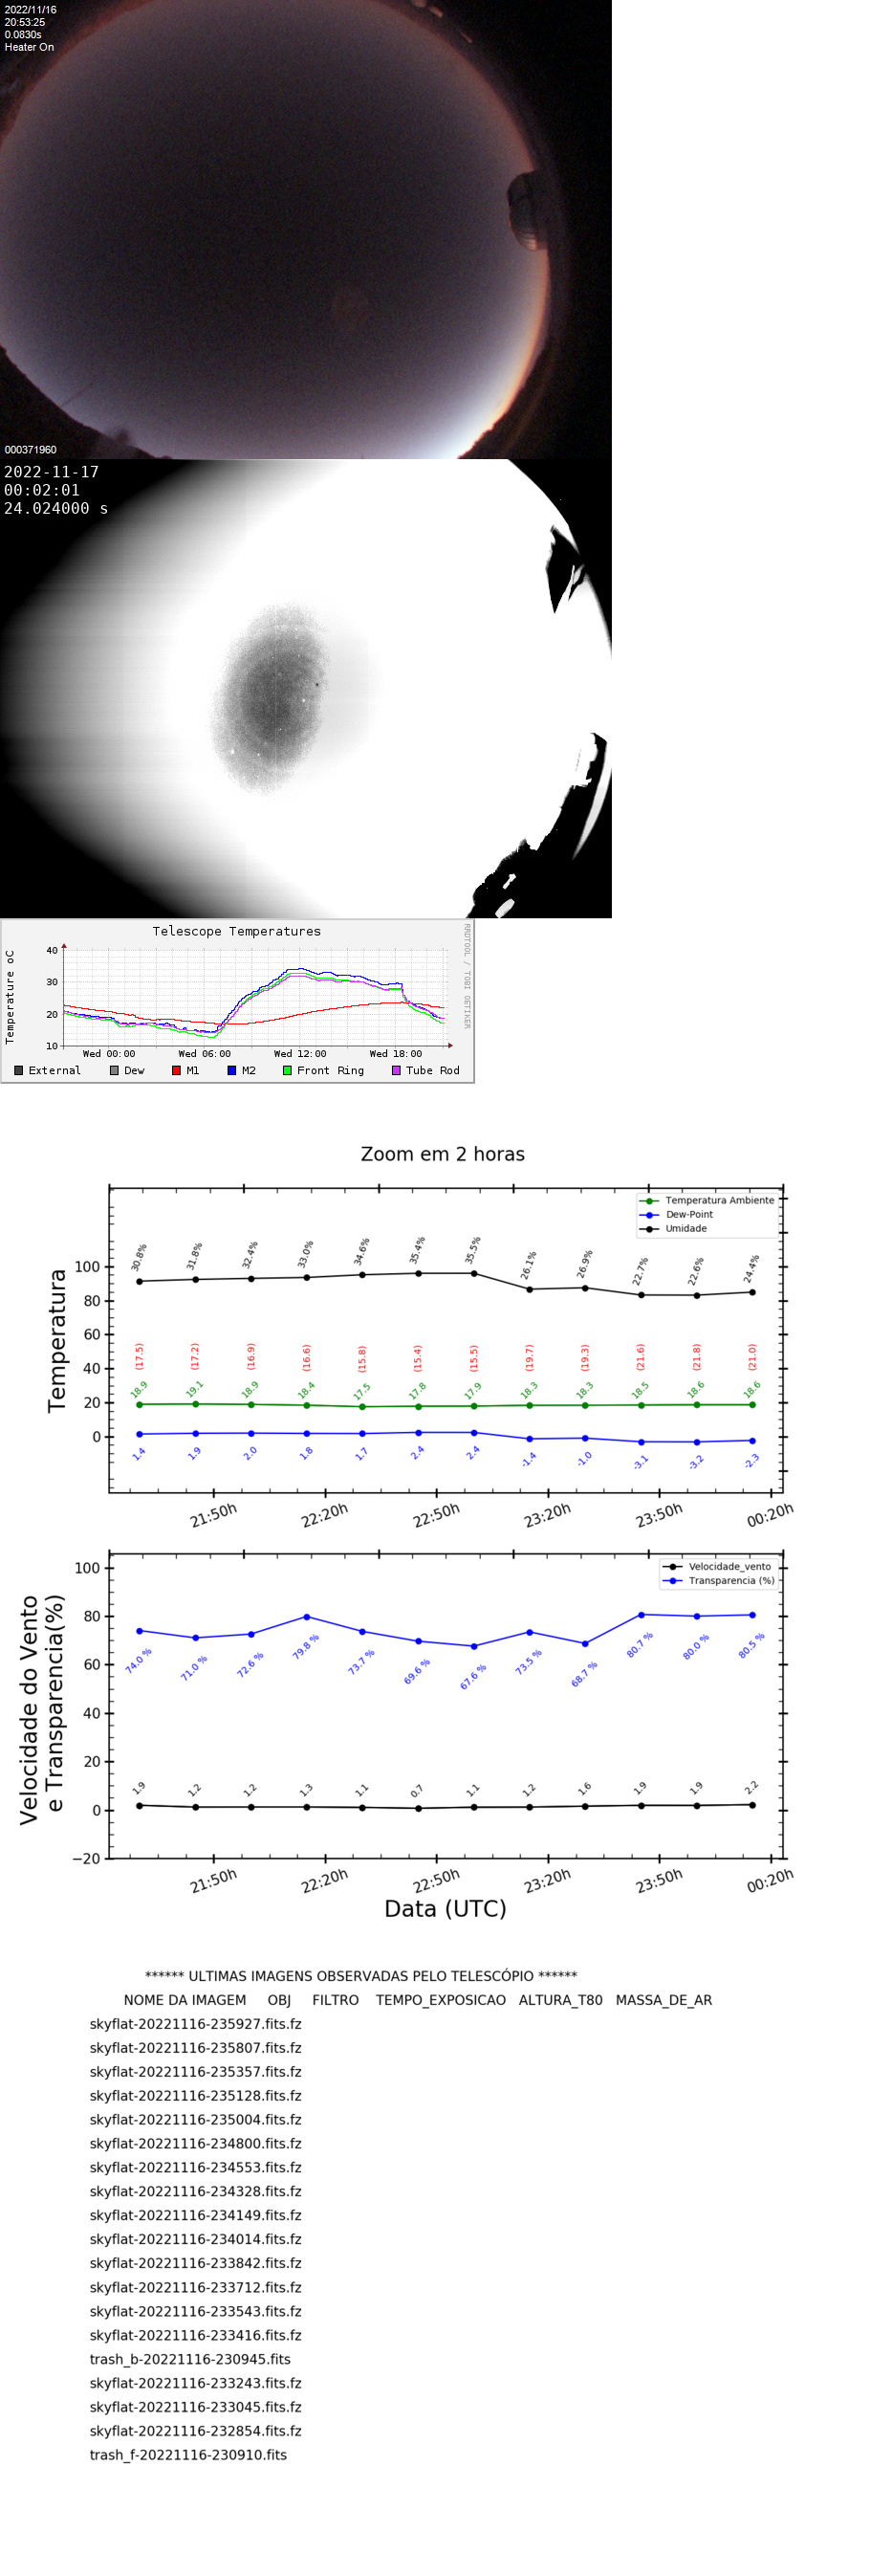 2022/11/16
20:53:25
0.0830s
Heater On
000371960
2022-11-17
00:02:01
24.024000 s
Telescope Temperatures
RRDTOOL / TOBI OETIKER
Temperature oC
40
30
20
10
Wed 00:00 Wed 06:00 Wed 12:00 Wed 18:00
External Dew M1 M2 Front Ring Tube Rod
Zoom em 2 horas
Temperatura Ambiente
Dew-Point
Umidade
Temperatura
100
80
60
40
20
0
30.8% 31.8% 32.4% 33.0% 34.6% 35.4% 35.5% 26.1% 26.9% 22.7% 22.6% 24.4%
(17.5) (17.2) (16.9) (16.6) (15.8) (15.4) (15.5) (19.7) (19.3) (21.6) (21.8) (21.0)
18.9 19.1 18.9 18.4 17.5 17.8 17.9 18.3 18.3 18.5 18.6 18.6
1.4 1.9 2.0 1.8 1.7 2.4 2.4 -1.4 -1.0 -3.1 -3.2 -2.3
21:50h 22:20h 22:50h 23:20h 23:50h 00:20h
Velocidade_vento
Transparencia (%)
Velocidade do Vento
e Transparencia(%)
100
80
60
40
20
0
−20
74.0 % 71.0 % 72.6 % 79.8 % 73.7 % 69.6 % 67.6 % 73.5 % 68.7 % 80.7 % 80.0 % 80.5 %
1.9 1.2 1.2 1.3 1.1 0.7 1.1 1.2 1.6 1.9 1.9 2.2
21:50h 22:20h 22:50h 23:20h 23:50h 00:20h
Data (UTC)
****** ULTIMAS IMAGENS OBSERVADAS PELO TELESCÓPIO ******
NOME DA IMAGEM OBJ FILTRO TEMPO_EXPOSICAO ALTURA_T80 MASSA_DE_AR
skyflat-20221116-235927.fits.fz
skyflat-20221116-235807.fits.fz
skyflat-20221116-235357.fits.fz
skyflat-20221116-235128.fits.fz
skyflat-20221116-235004.fits.fz
skyflat-20221116-234800.fits.fz
skyflat-20221116-234553.fits.fz
skyflat-20221116-234328.fits.fz
skyflat-20221116-234149.fits.fz
skyflat-20221116-234014.fits.fz
skyflat-20221116-233842.fits.fz
skyflat-20221116-233712.fits.fz
skyflat-20221116-233543.fits.fz
skyflat-20221116-233416.fits.fz
trash_b-20221116-230945.fits
skyflat-20221116-233243.fits.fz
skyflat-20221116-233045.fits.fz
skyflat-20221116-232854.fits.fz
trash_f-20221116-230910.fits